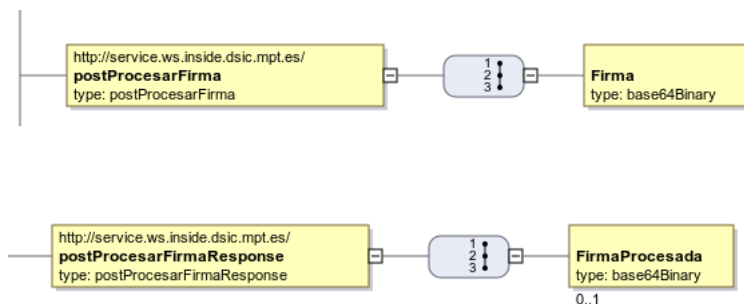 http://service.ws.inside.dsic.mpt.es/
postProcesarFirma
type: postProcesarFirma
1
2
3
Firma
type: base64Binary
http://service.ws.inside.dsic.mpt.es/
postProcesarFirmaResponse
type: postProcesarFirmaResponse
1
2
3
FirmaProcesada
type: base64Binary
0..1